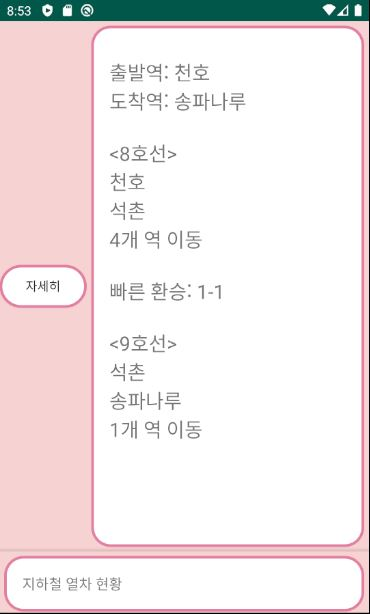 8:53
출발역: 천호
도착역: 송파나루
<8호선>
천호
석촌
4개 역 이동
빠른 환승: 1-1
<9호선>
석촌
송파나루
1개 역 이동
자세히
지하철 열차 현황